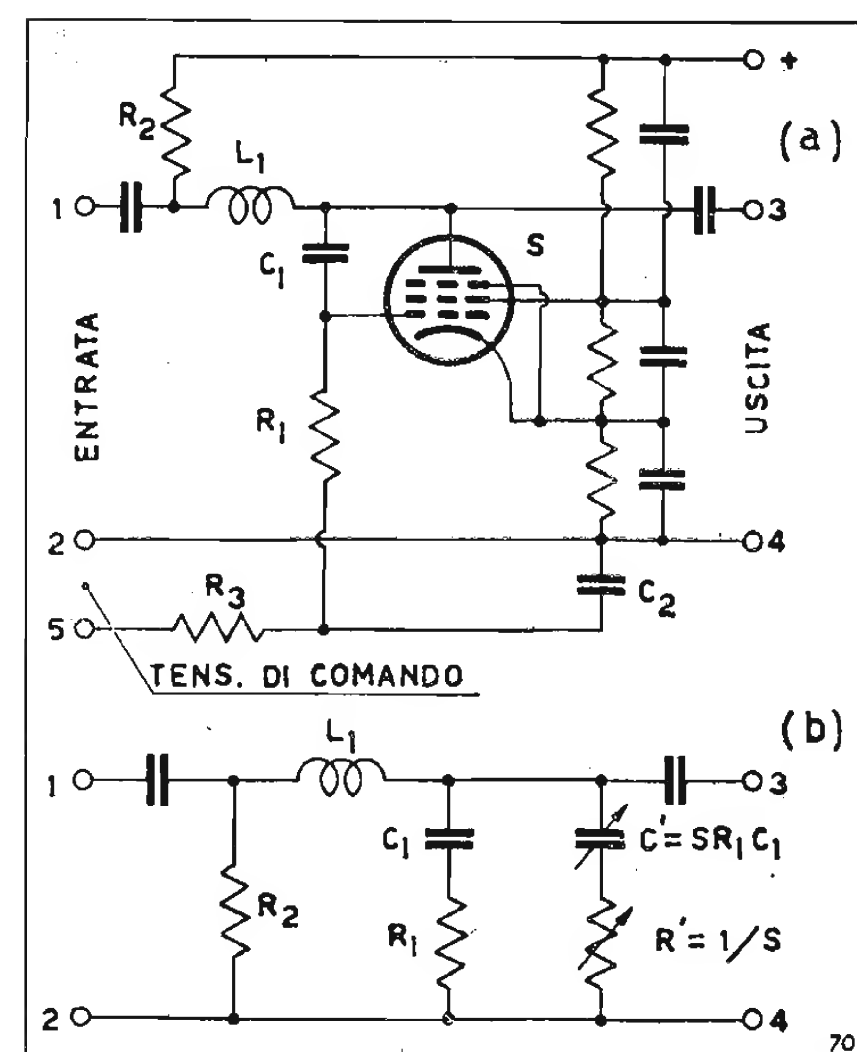 +
R2
(a)
L1
1
3
C1
S
ENTRATA
USCITA
R1
2
4
R3
C2
5
TENS. DI COMANDO
(b)
L1
1
3
C1
C' = SR1C1
R2
R1
R' = 1/S
2
4
70